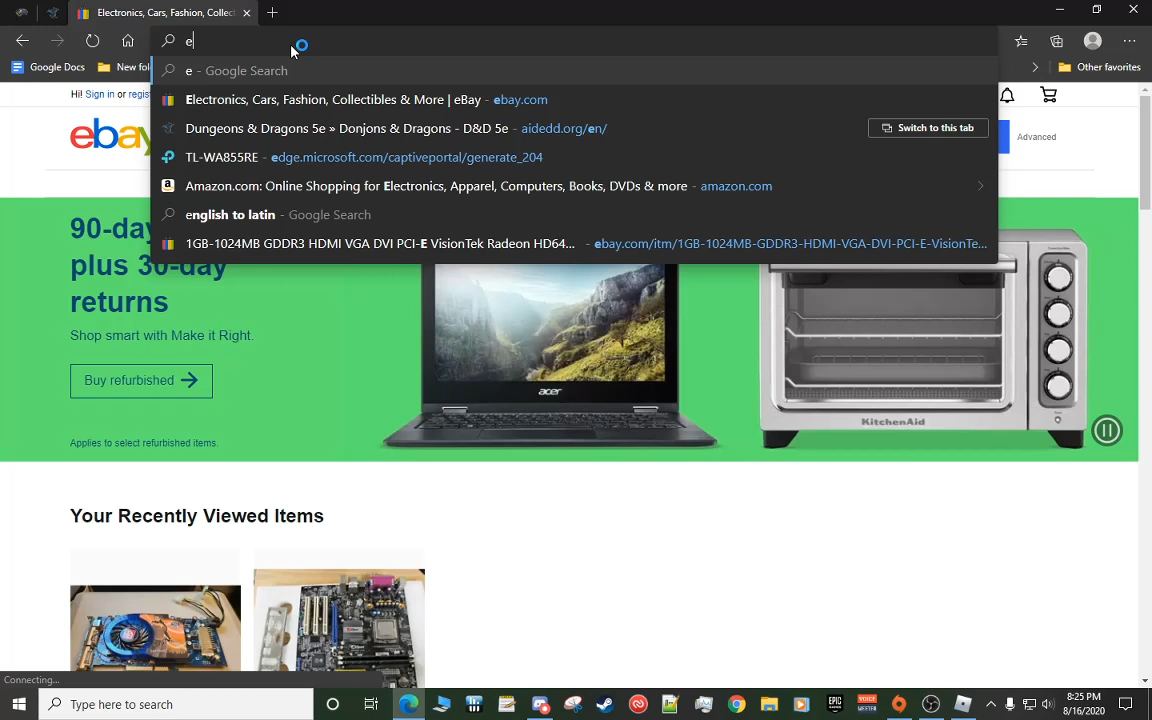 Electronics, Cars, Fashion, Collect
e
Google Docs
New fol
Other favorites
e - Google Search
Electronics, Cars, Fashion, Collectibles & More | eBay - ebay.com
Dungeons & Dragons 5e » Donjons & Dragons - D&D 5e - aidedd.org/en/
Switch to this tab
TL-WA855RE - edge.microsoft.com/captiveportal/generate_204
Amazon.com: Online Shopping for Electronics, Apparel, Computers, Books, DVDs & more - amazon.com
english to latin - Google Search
1GB-1024MB GDDR3 HDMI VGA DVI PCI-E VisionTek Radeon HD64... - ebay.com/itm/1GB-1024MB-GDDR3-HDMI-VGA-DVI-PCI-E-VisionTe...
Hi! Sign in or regis
ebay
Advanced
90-day
plus 30-day
returns
Shop smart with Make it Right.
Buy refurbished
Applies to select refurbished items.
acer
KitchenAid
Your Recently Viewed Items
Connecting...
Type here to search
EPIC
GAMES
VOICE
MEETER
8:25 PM
8/16/2020